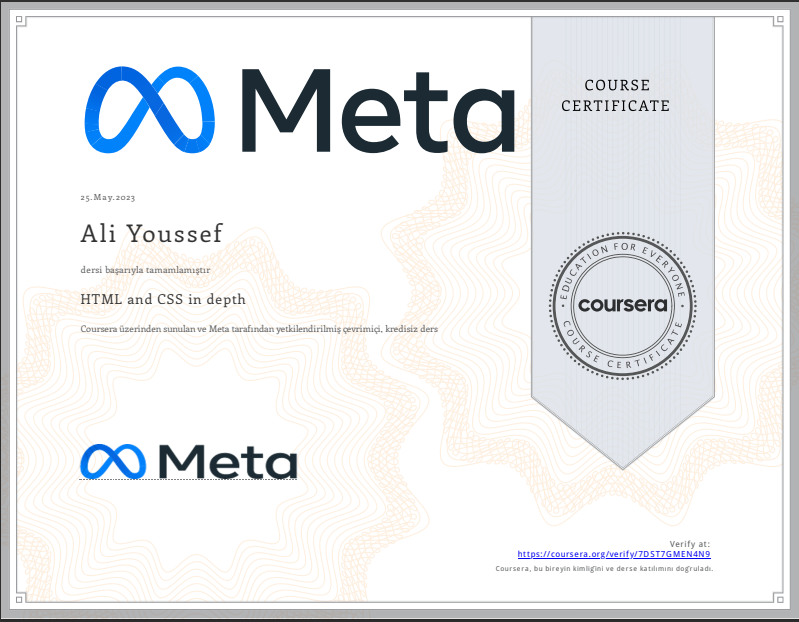 Meta
COURSE
CERTIFICATE
25.May.2023
Ali Youssef
dersi başarıyla tamamlamıştır
HTML and CSS in depth
Coursera üzerinden sunulan ve Meta tarafından yetkilendirilmiş çevrimiçi, kredisiz ders
EDUCATION FOR EVERYONE
coursera
COURSE CERTIFICATE
Meta
Verify at:
https://coursera.org/verify/7D5T7GMEN4N9
Coursera, bu bireyin kimliğini ve derse katılımını doğruladı.